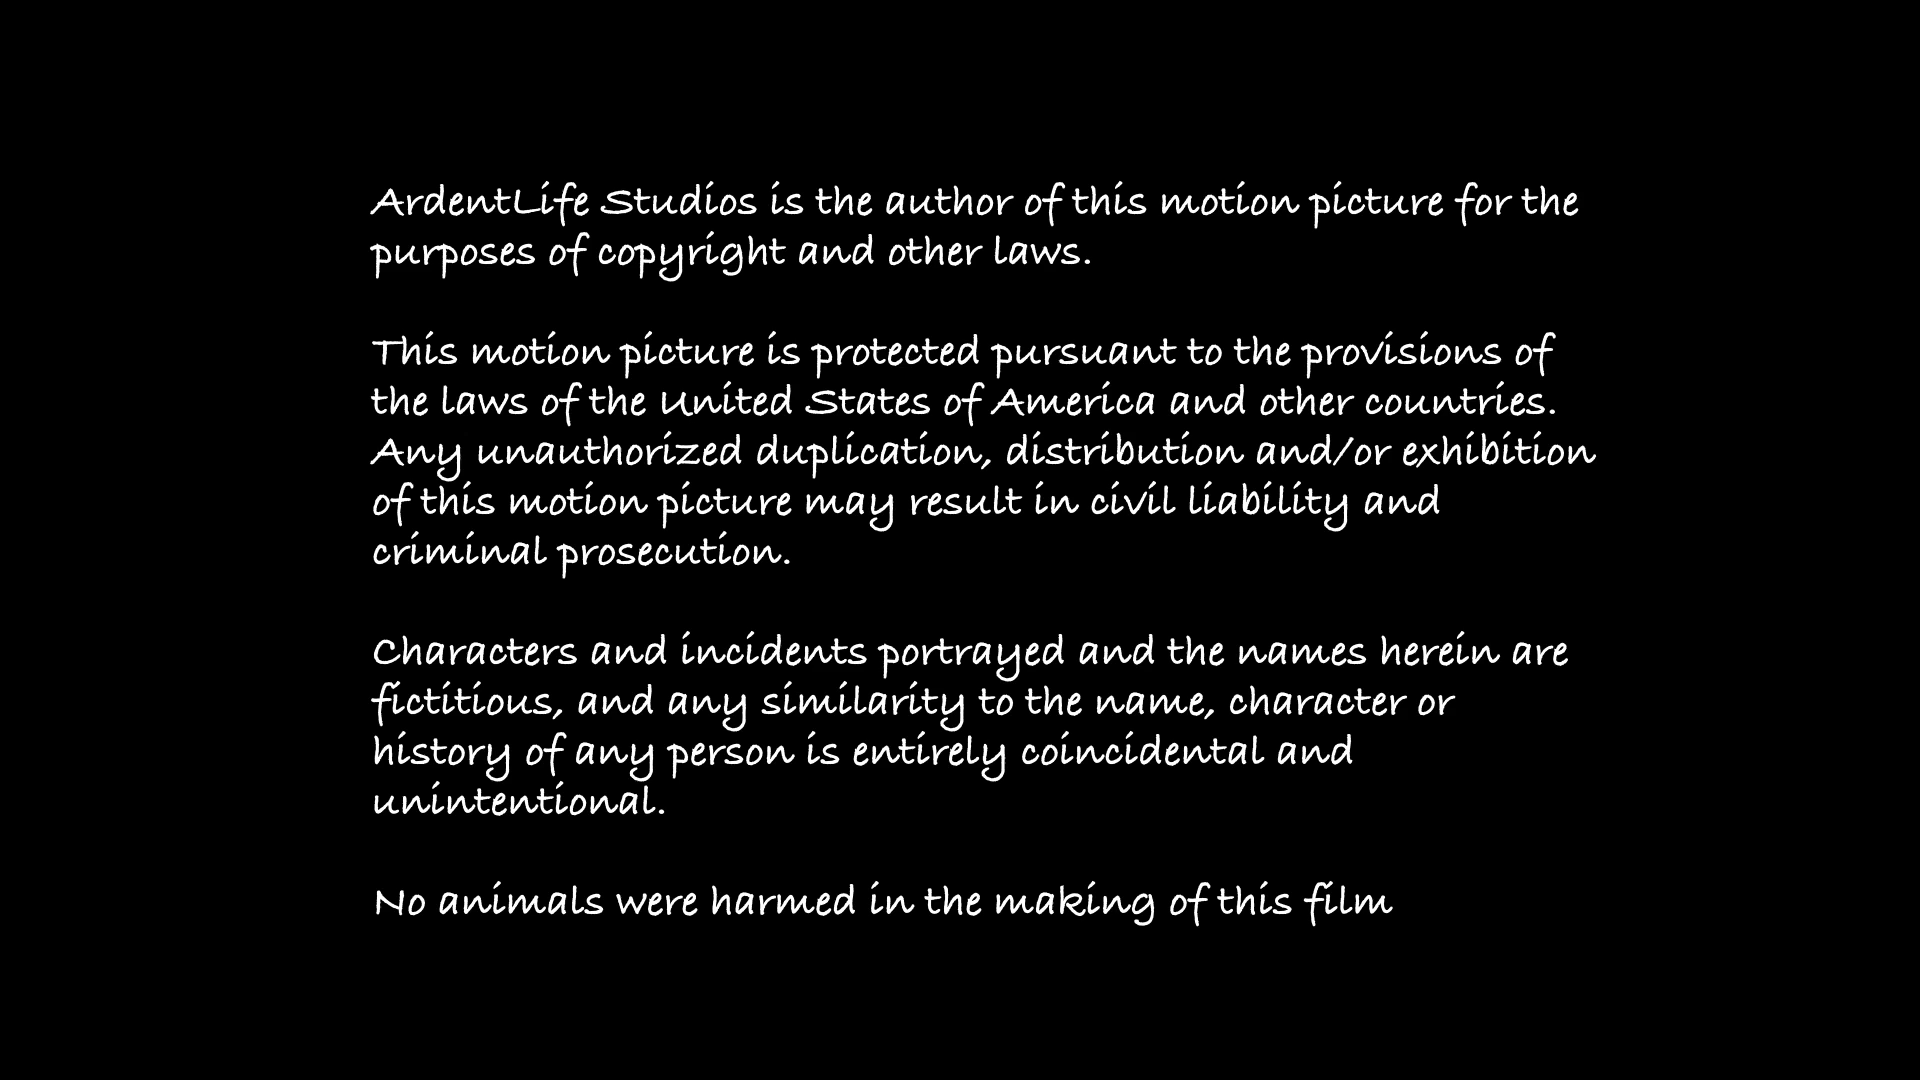 ArdentLife Studios is the author of this motion picture for the
purposes of copyright and other laws.
This motion picture is protected pursuant to the provisions of
the laws of the United States of America and other countries.
Any unauthorized duplication, distribution and/or exhibition
of this motion picture may result in civil liability and
criminal prosecution.
Characters and incidents portrayed and the names herein are
fictitious, and any similarity to the name, character or
history of any person is entirely coincidental and
unintentional.
No animals were harmed in the making of this film